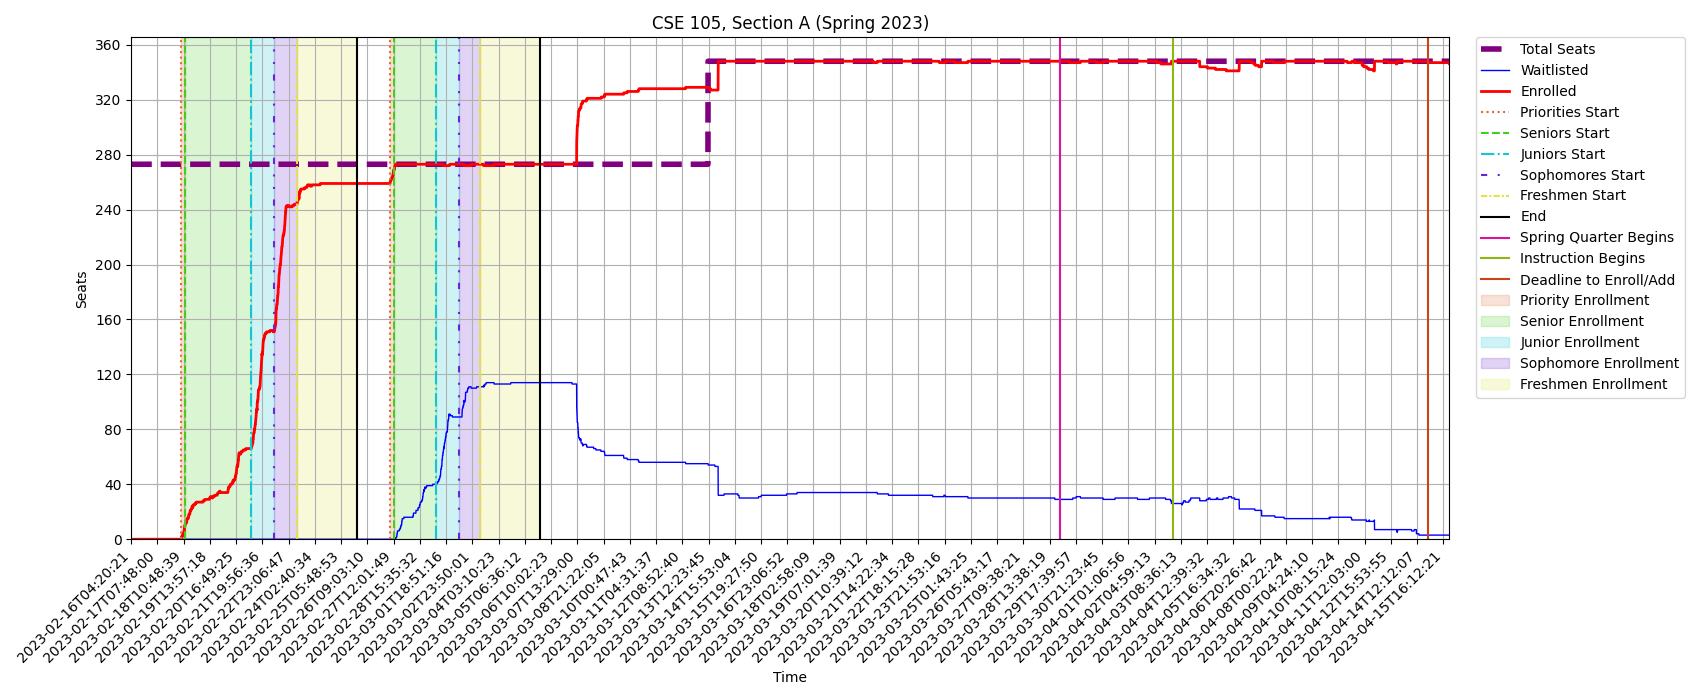 CSE 105, Section A (Spring 2023)
Seats
360
320
280
240
200
160
120
80
40
0
2023-02-16T04:20:21
2023-02-17T07:48:00
2023-02-18T10:48:39
2023-02-19T13:57:18
2023-02-20T16:49:25
2023-02-21T19:56:36
2023-02-22T23:06:47
2023-02-24T02:40:34
2023-02-25T05:48:53
2023-02-26T09:03:10
2023-02-27T12:01:49
2023-02-28T15:35:32
2023-03-01T18:51:16
2023-03-02T23:50:01
2023-03-04T03:10:23
2023-03-05T06:36:12
2023-03-06T10:02:23
2023-03-07T13:29:00
2023-03-08T21:22:05
2023-03-10T00:47:43
2023-03-11T04:31:37
2023-03-12T08:52:40
2023-03-13T12:23:45
2023-03-14T15:53:04
2023-03-15T19:27:50
2023-03-16T23:06:52
2023-03-18T02:58:09
2023-03-19T07:01:39
2023-03-20T10:39:12
2023-03-21T14:22:34
2023-03-22T18:15:28
2023-03-23T21:53:16
2023-03-25T01:43:25
2023-03-26T05:43:17
2023-03-27T09:38:21
2023-03-28T13:38:19
2023-03-29T17:39:57
2023-03-30T21:23:45
2023-04-01T01:06:56
2023-04-02T04:59:13
2023-04-03T08:36:13
2023-04-04T12:39:32
2023-04-05T16:34:32
2023-04-06T20:26:42
2023-04-08T00:22:24
2023-04-09T04:24:10
2023-04-10T08:15:24
2023-04-11T12:03:00
2023-04-12T15:53:55
2023-04-14T12:12:07
2023-04-15T16:12:21
Time
Total Seats
Waitlisted
Enrolled
Priorities Start
Seniors Start
Juniors Start
Sophomores Start
Freshmen Start
End
Spring Quarter Begins
Instruction Begins
Deadline to Enroll/Add
Priority Enrollment
Senior Enrollment
Junior Enrollment
Sophomore Enrollment
Freshmen Enrollment